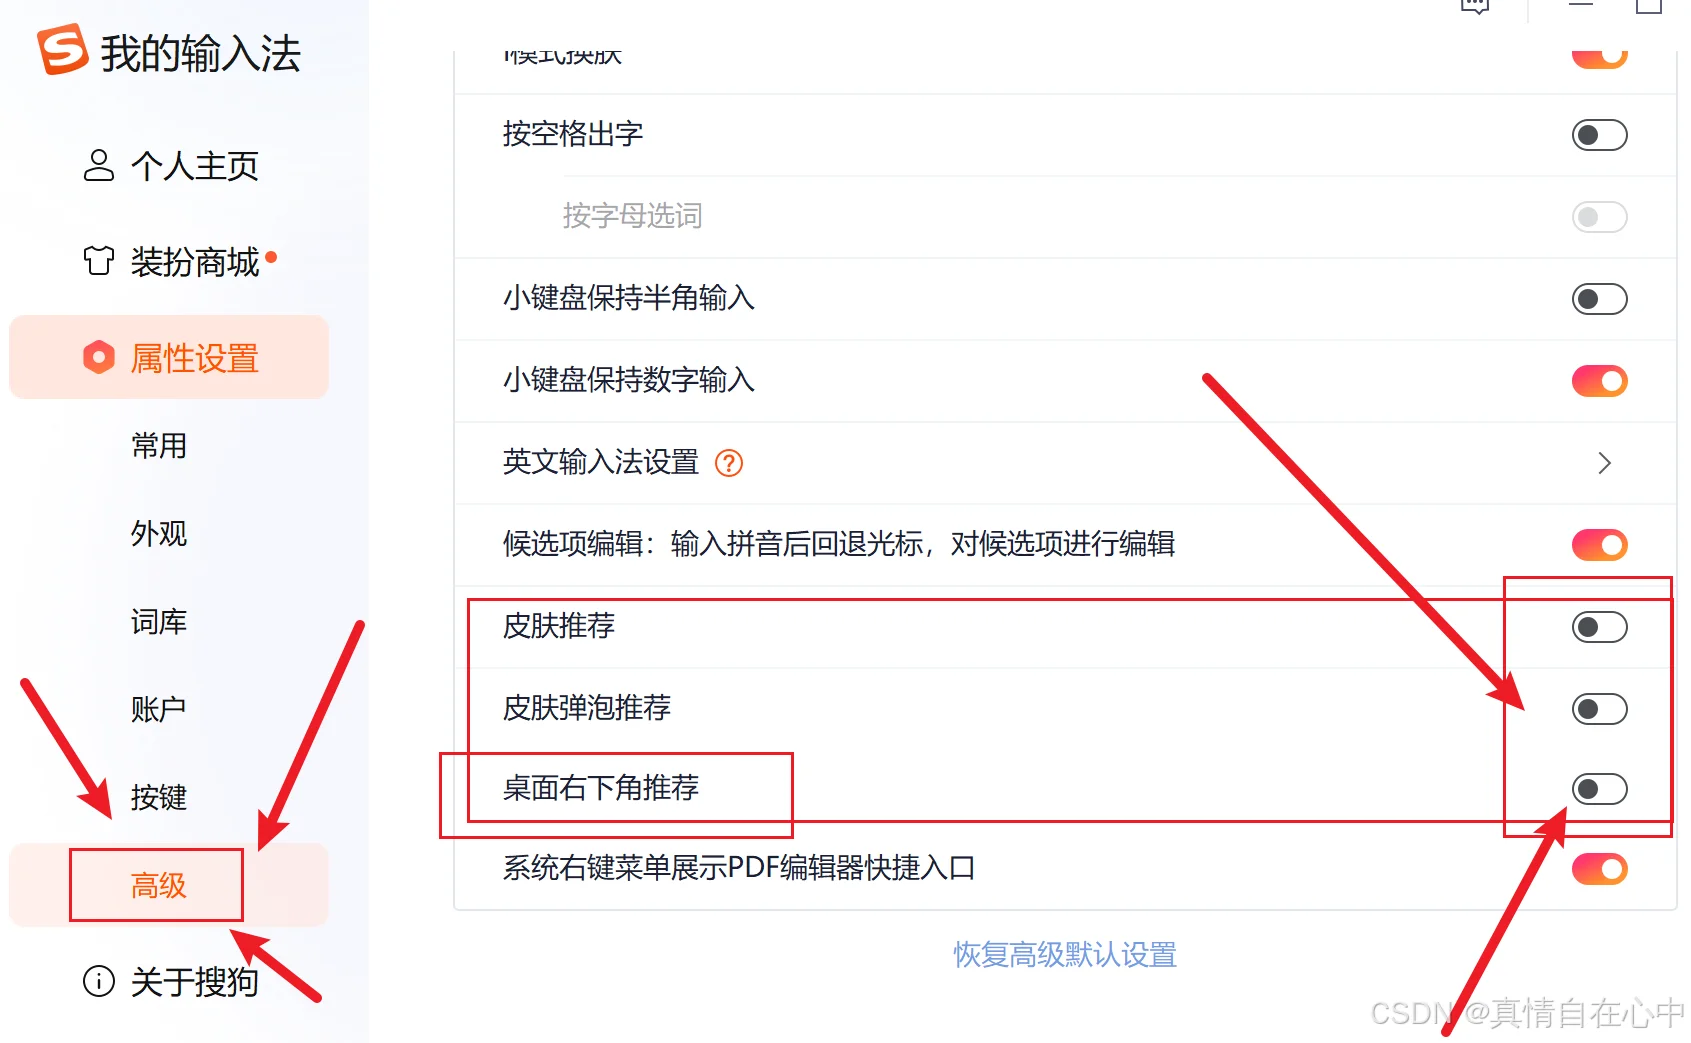 我的输入法
个人主页
装扮商城
属性设置
常用
外观
词库
账户
按键
高级
关于搜狗
i模式换肤
按空格出字
按字母选词
小键盘保持半角输入
小键盘保持数字输入
英文输入法设置 ?
候选项编辑：输入拼音后回退光标，对候选项进行编辑
皮肤推荐
皮肤弹泡推荐
桌面右下角推荐
系统右键菜单展示PDF编辑器快捷入口
恢复高级默认设置
CSDN @真情自在心中